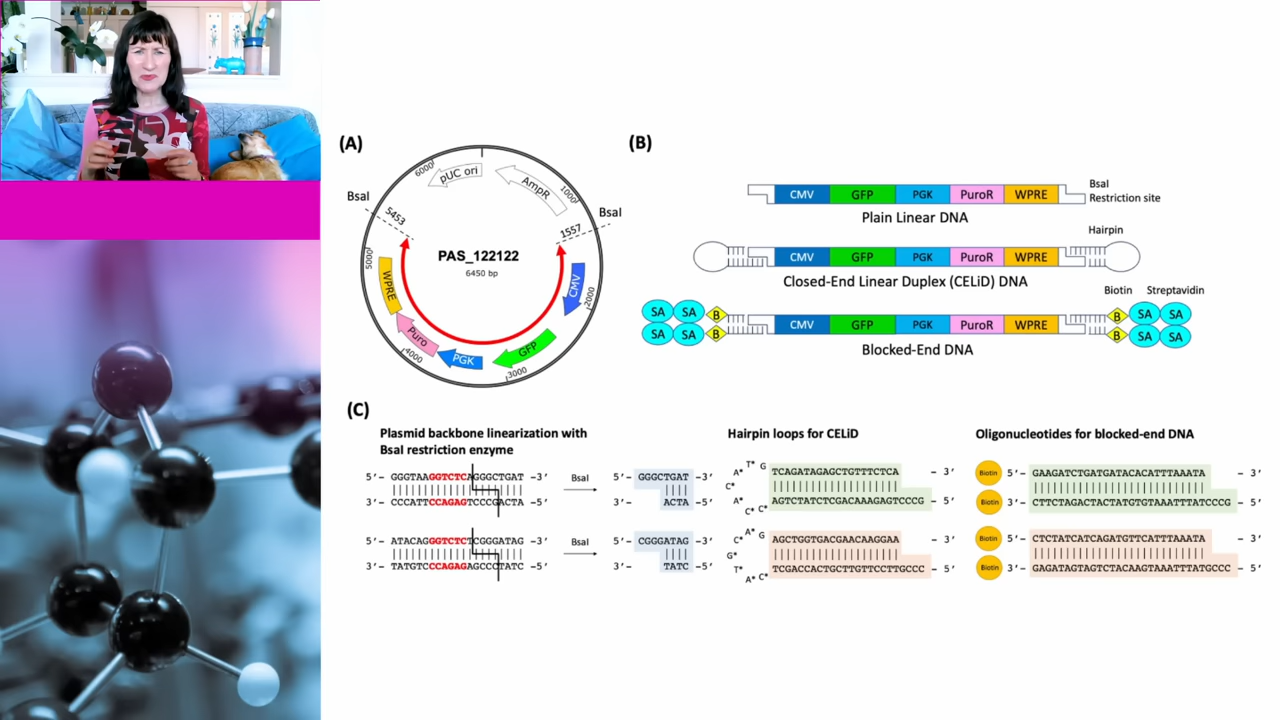 (A)
pUC ori
AmpR
6000
1000
BsaI
BsaI
5453
1557
PAS_122122
6450 bp
5000
WPRE
CMV
2000
Puro
PGK
GFP
4000
3000
(B)
CMV GFP PGK PuroR WPRE
BsaI
Restriction site
Plain Linear DNA
Hairpin
CMV GFP PGK PuroR WPRE
Closed-End Linear Duplex (CELiD) DNA
Biotin Streptavidin
SA SA B CMV GFP PGK PuroR WPRE B SA SA
SA SA B B SA SA
Blocked-End DNA
(C)
Plasmid backbone linearization with
BsaI restriction enzyme
5’- GGGTAAGGTCTCAGGGCTGAT -3’
3’- CCCATTCCAGAGTCCCGACTA -5’
BsaI
5’- GGGCTGAT -3’
3’- ACTA -5’
5’- ATACAGGGTCTCTCGGGATAG -3’
3’- TATGTCCCAGAGAGCCCTATC -5’
BsaI
5’- CGGGATAG -3’
3’- TATC -5’
Hairpin loops for CELiD
A* T* G TCAGATAGAGCTGTTTCTCA - 3’
C*
A* C* C* AGTCTATCTCGACAAAGAGTCCCG - 5’
C* A* G AGCTGGTGACGAACAAGGAA - 3’
G*
T* A* C* TCGACCACTGCTTGTTCCTTGCCC - 5’
Oligonucleotides for blocked-end DNA
Biotin 5’- GAAGATCTGATGATACACATTTAAATA - 3’
Biotin 3’- CTTCTAGACTACTATGTGTAAATTTATCCCG - 5’
Biotin 5’- CTCTATCATCAGATGTTCATTTAAATA - 3’
Biotin 3’- GAGATAGTAGTCTACAAGTAAATTTATGCCC - 5’